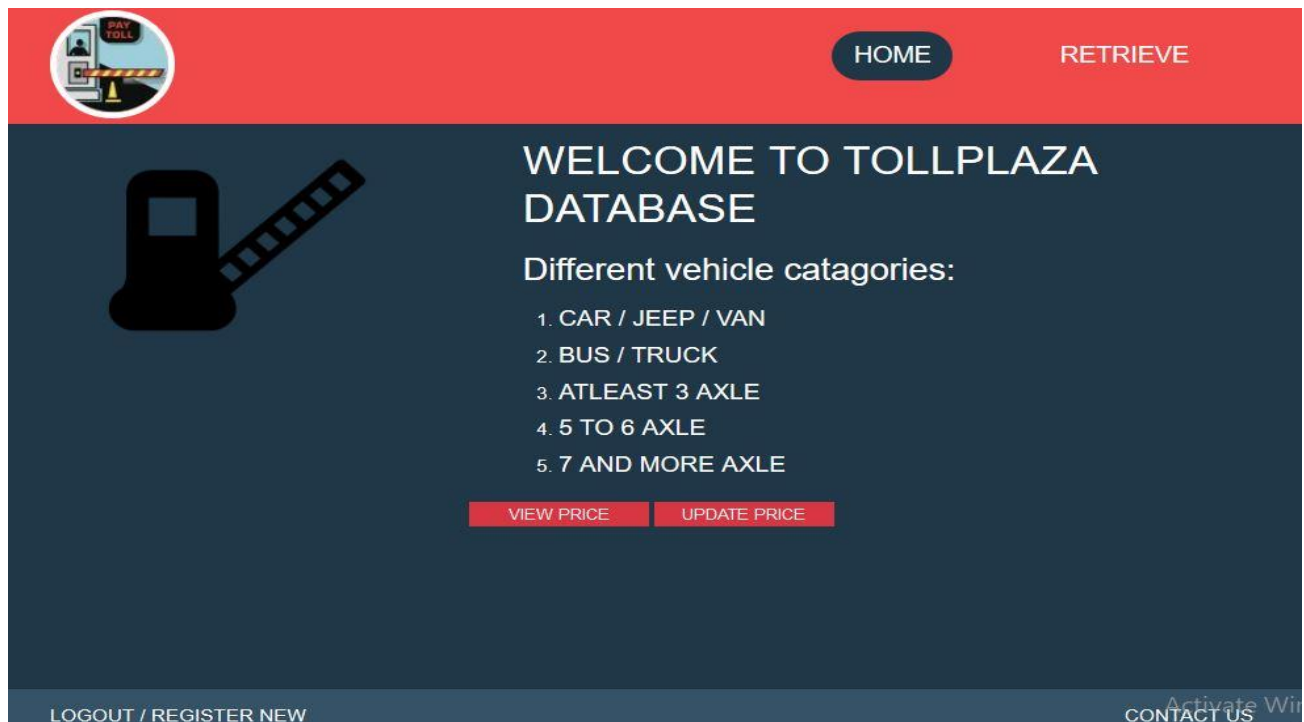 PAY
TOLL
HOME
RETRIEVE
WELCOME TO TOLLPLAZA
DATABASE
Different vehicle catagories:
1. CAR / JEEP / VAN
2. BUS / TRUCK
3. ATLEAST 3 AXLE
4. 5 TO 6 AXLE
5. 7 AND MORE AXLE
VIEW PRICE
UPDATE PRICE
LOGOUT / REGISTER NEW
CONTACT US
Activate Win